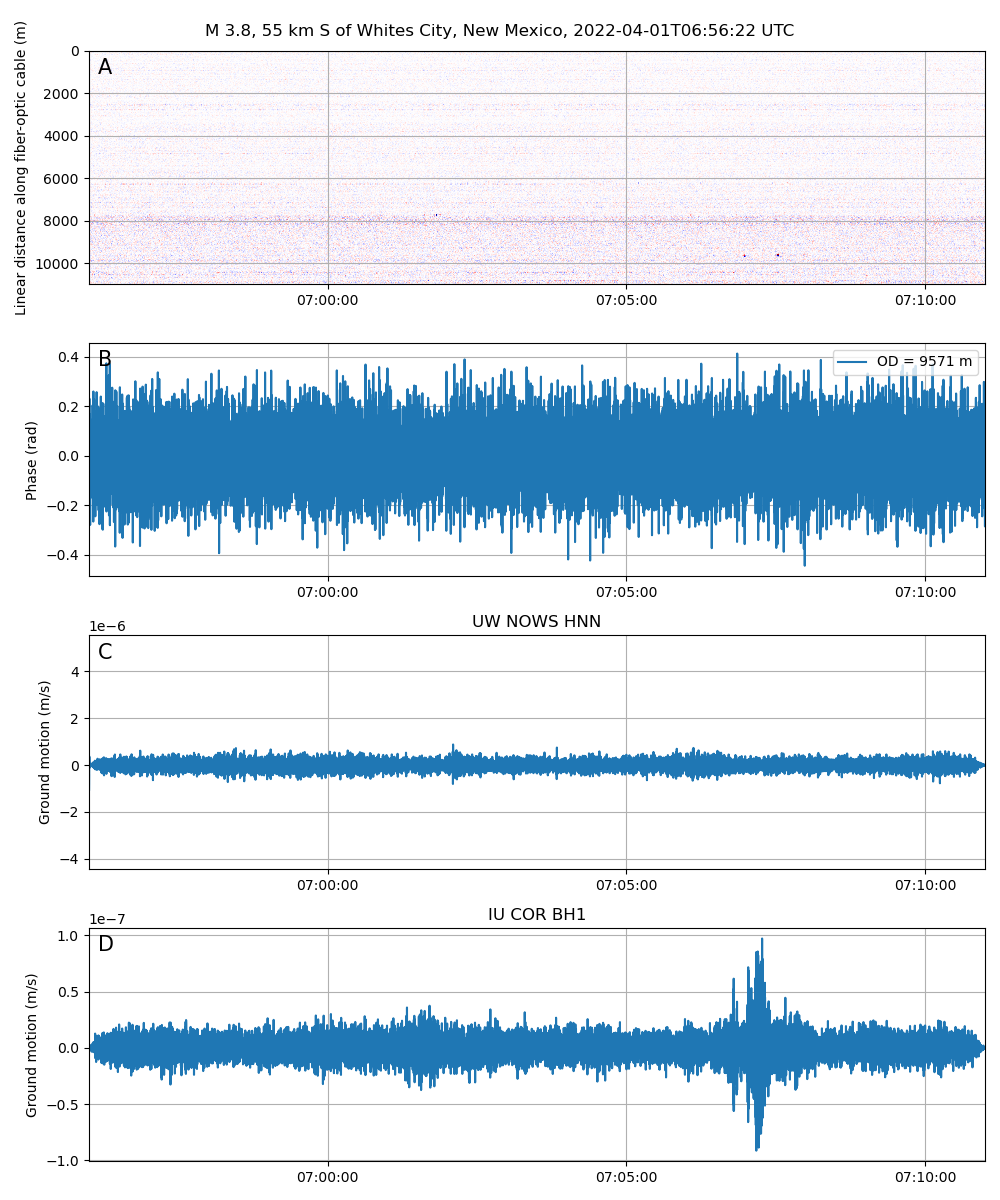 M 3.8, 55 km S of Whites City, New Mexico, 2022-04-01T06:56:22 UTC
Linear distance along fiber-optic cable (m)
A
0
2000
4000
6000
8000
10000
07:00:00 07:05:00 07:10:00
Phase (rad)
B
OD = 9571 m
0.4
0.2
0.0
−0.2
−0.4
07:00:00 07:05:00 07:10:00
UW NOWS HNN
1e−6
Ground motion (m/s)
C
4
2
0
−2
−4
07:00:00 07:05:00 07:10:00
IU COR BH1
1e−7
Ground motion (m/s)
D
1.0
0.5
0.0
−0.5
−1.0
07:00:00 07:05:00 07:10:00